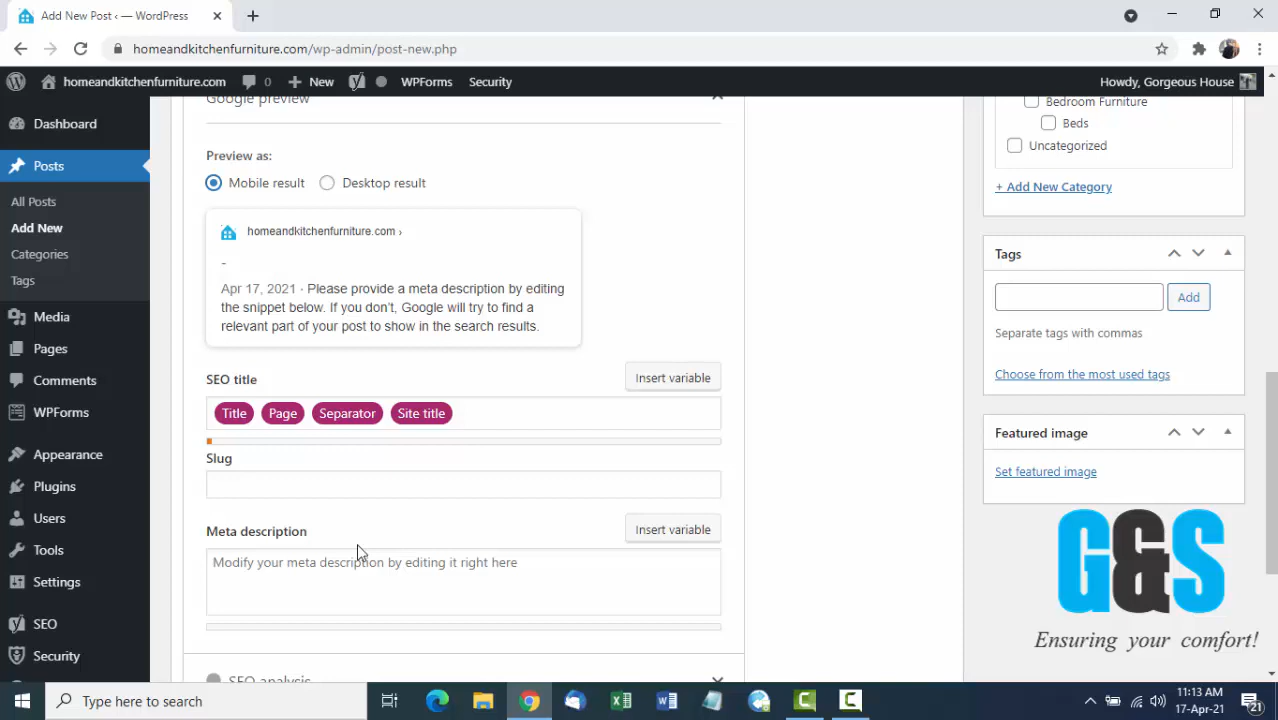 Add New Post ‹ — WordPress
homeandkitchenfurniture.com/wp-admin/post-new.php
homeandkitchenfurniture.com 0 New WPForms Security Howdy, Gorgeous House
Dashboard
Posts
All Posts
Add New
Categories
Tags
Media
Pages
Comments
WPForms
Appearance
Plugins
Users
Tools
Settings
SEO
Security
Google preview
Preview as:
Mobile result Desktop result
homeandkitchenfurniture.com ›
-
Apr 17, 2021 · Please provide a meta description by editing
the snippet below. If you don't, Google will try to find a
relevant part of your post to show in the search results.
SEO title Insert variable
Title Page Separator Site title
Slug
Meta description Insert variable
Modify your meta description by editing it right here
SEO analysis
Bedroom Furniture
Beds
Uncategorized
+ Add New Category
Tags
Add
Separate tags with commas
Choose from the most used tags
Featured image
Set featured image
G&S
Ensuring your comfort!
Type here to search
11:13 AM
17-Apr-21
21